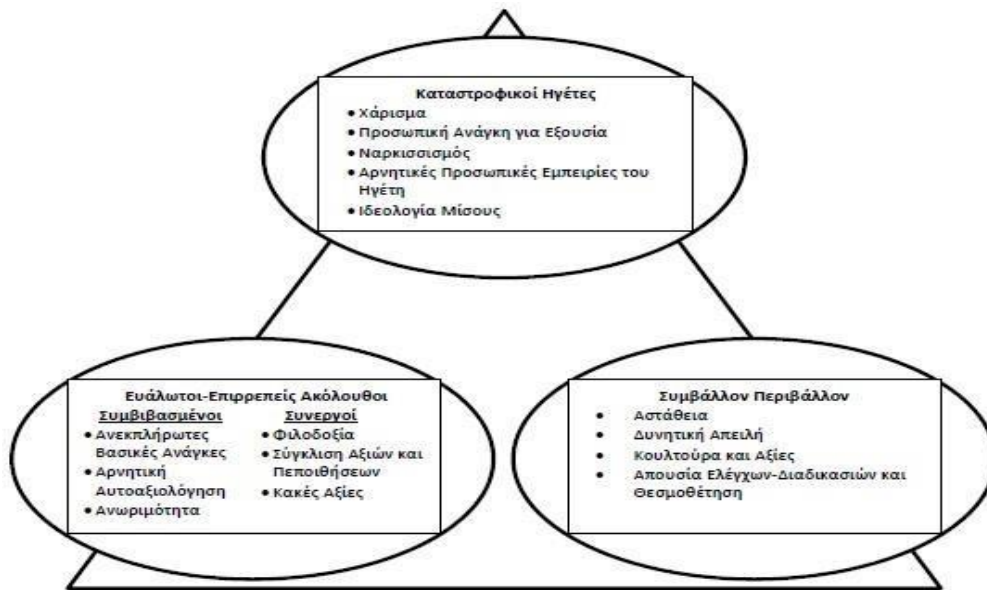 Καταστροφικοί Ηγέτες
• Χάρισμα
• Προσωπική Ανάγκη για Εξουσία
• Ναρκισσισμός
• Αρνητικές Προσωπικές Εμπειρίες του
Ηγέτη
• Ιδεολογία Μίσους
Ευάλωτοι-Επιρρεπείς Ακόλουθοι
Συμβιβασμένοι
• Ανεκπλήρωτες
Βασικές Ανάγκες
• Αρνητική
Αυτοαξιολόγηση
• Ανωριμότητα
Συνεργοί
• Φιλοδοξία
• Σύγκλιση Αξιών και
Πεποιθήσεων
• Κακές Αξίες
Συμβάλλον Περιβάλλον
• Αστάθεια
• Δυνητική Απειλή
• Κουλτούρα και Αξίες
• Απουσία Ελέγχων-Διαδικασιών και
Θεσμοθέτηση